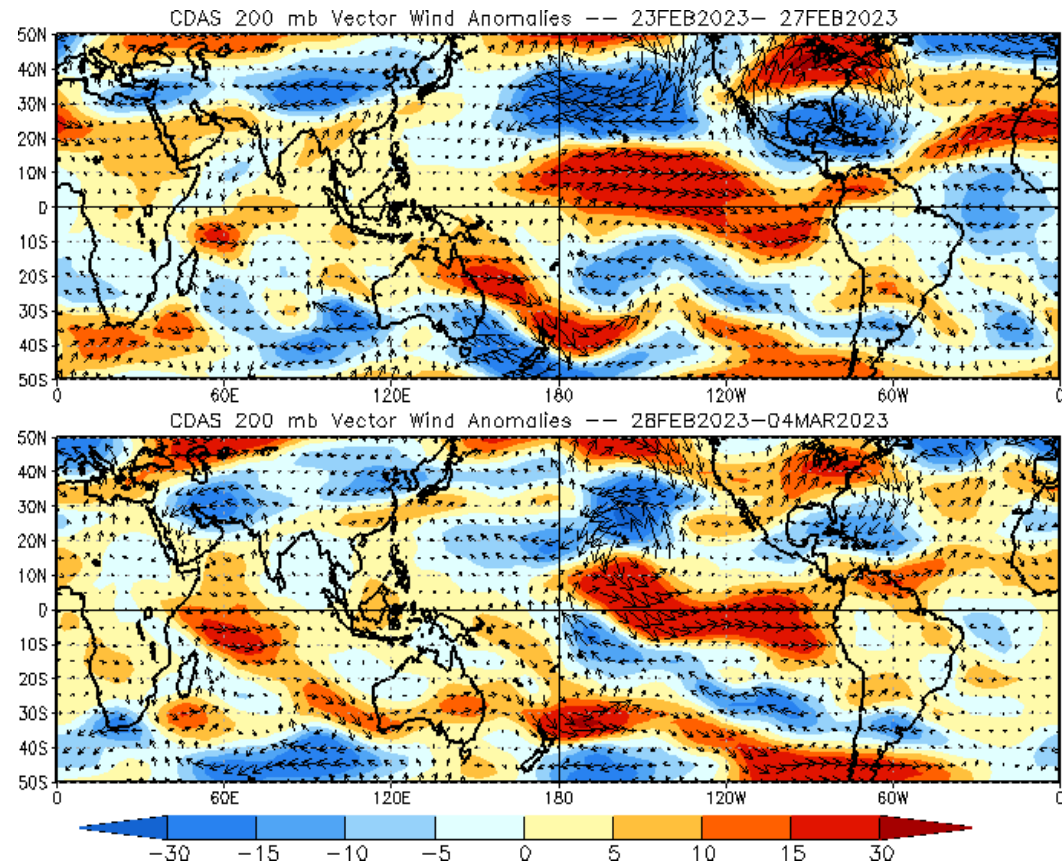 CDAS 200 mb Vector Wind Anomalies -- 23FEB2023- 27FEB2023
50N
40N
30N
20N
10N
0
10S
20S
30S
40S
50S
0 60E 120E 180 120W 60W 0
CDAS 200 mb Vector Wind Anomalies -- 28FEB2023-04MAR2023
50N
40N
30N
20N
10N
0
10S
20S
30S
40S
50S
0 60E 120E 180 120W 60W 0
-30 -15 -10 -5 0 5 10 15 30